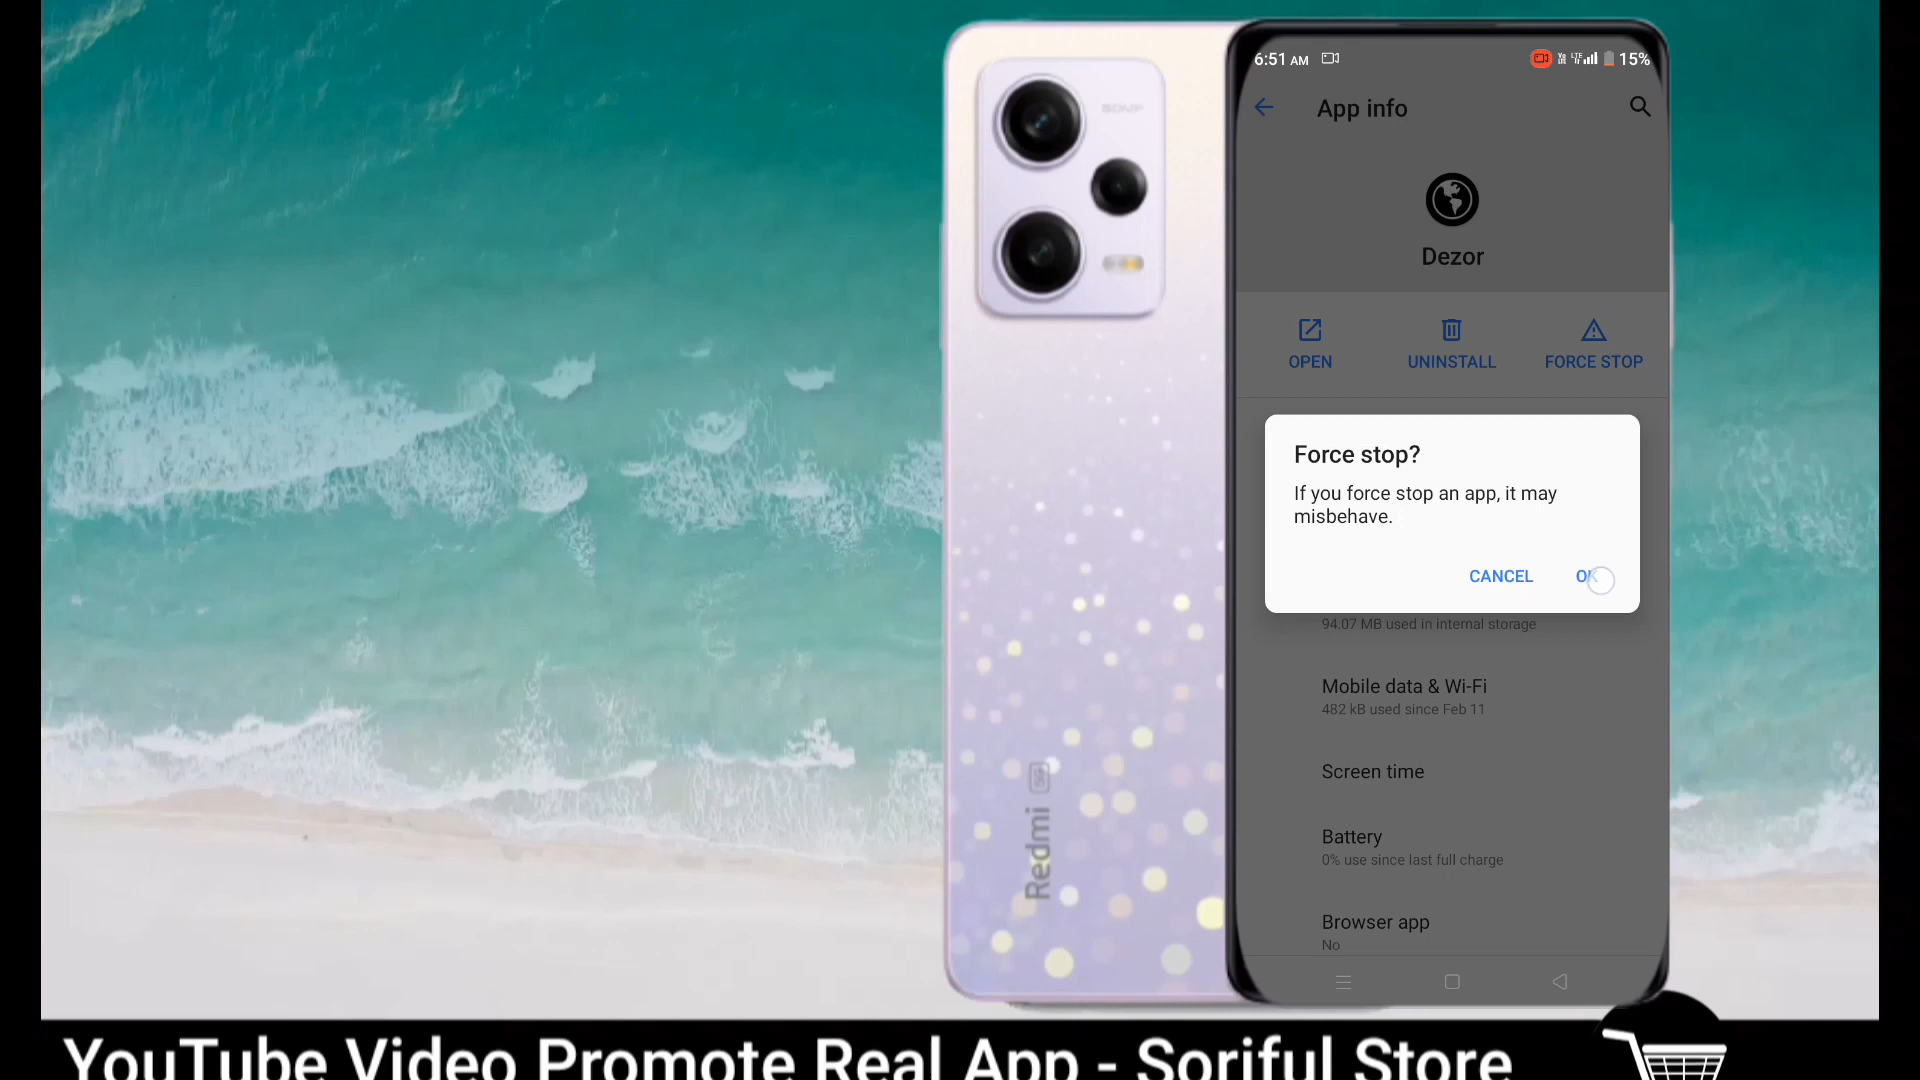 50MP
6:51 AM
15%
App info
Dezor
OPEN
UNINSTALL
FORCE STOP
Force stop?
If you force stop an app, it may
misbehave.
CANCEL
OK
94.07 MB used in internal storage
Mobile data & Wi-Fi
482 kB used since Feb 11
Screen time
Battery
0% use since last full charge
Browser app
No
Redmi 5G
YouTube Video Promote Real App - Soriful Store